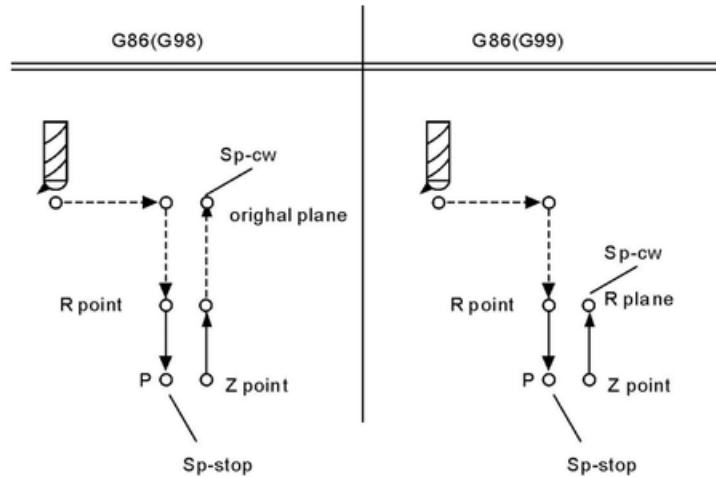 G86(G98)
G86(G99)
Sp-cw
orighal plane
R point
P
Z point
Sp-stop
Sp-cw
R plane
R point
P
Z point
Sp-stop